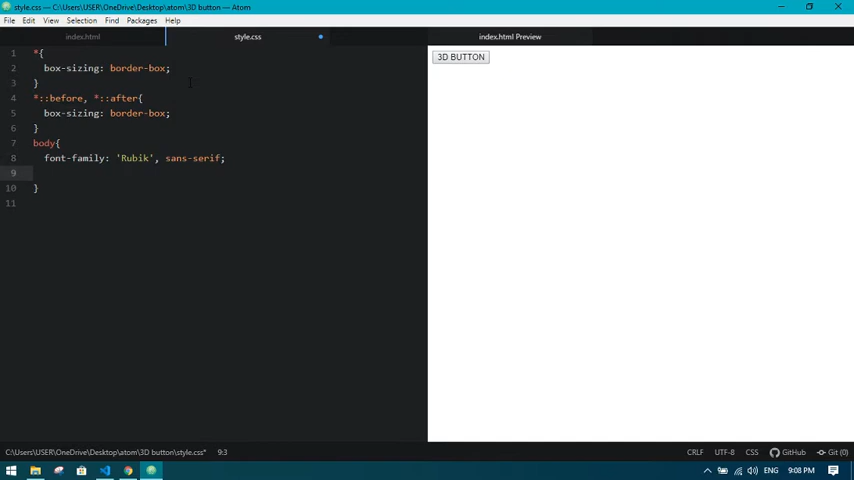 style.css — C:\Users\USER\OneDrive\Desktop\atom\3D button — Atom
File Edit View Selection Find Packages Help
index.html style.css index.html Preview
1 *{
2 box-sizing: border-box;
3 }
4 *::before, *::after{
5 box-sizing: border-box;
6 }
7 body{
8 font-family: 'Rubik', sans-serif;
9
10 }
11
3D BUTTON
C:\Users\USER\OneDrive\Desktop\atom\3D button\style.css* 9:3 CRLF UTF-8 CSS GitHub Git (0)
ENG 9:08 PM